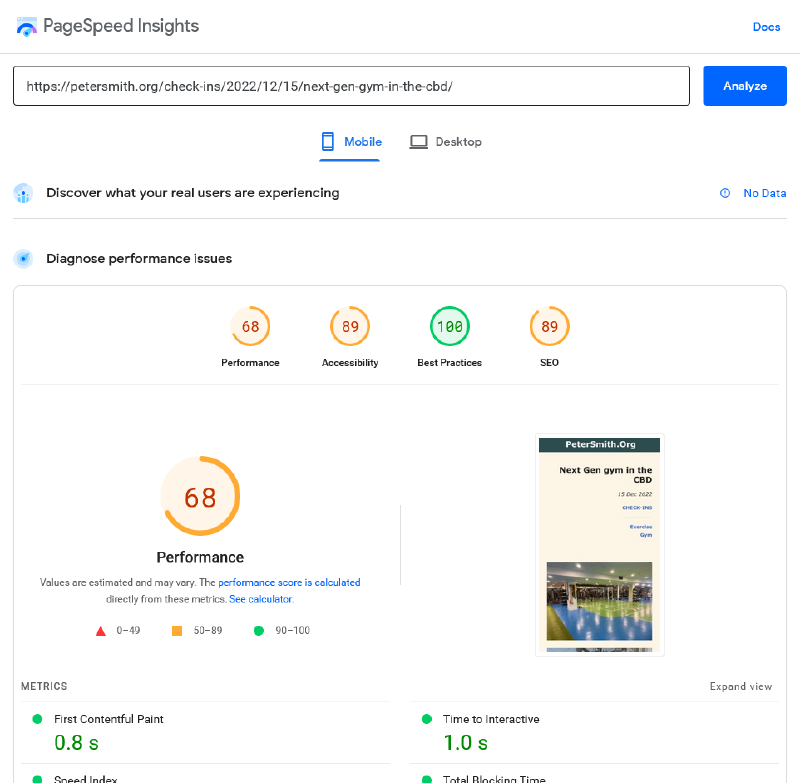 PageSpeed Insights
Docs
https://petersmith.org/check-ins/2022/12/15/next-gen-gym-in-the-cbd/
Analyze
Mobile
Desktop
Discover what your real users are experiencing
No Data
Diagnose performance issues
68
89
100
89
Performance
Accessibility
Best Practices
SEO
PeterSmith.Org
Next Gen gym in the
CBD
15 Dec 2022
CHECK-INS
Exercise
Gym
68
Performance
Values are estimated and may vary. The performance score is calculated
directly from these metrics. See calculator.
0–49
50–89
90–100
METRICS
Expand view
First Contentful Paint
0.8 s
Time to Interactive
1.0 s
Speed Index
Total Blocking Time